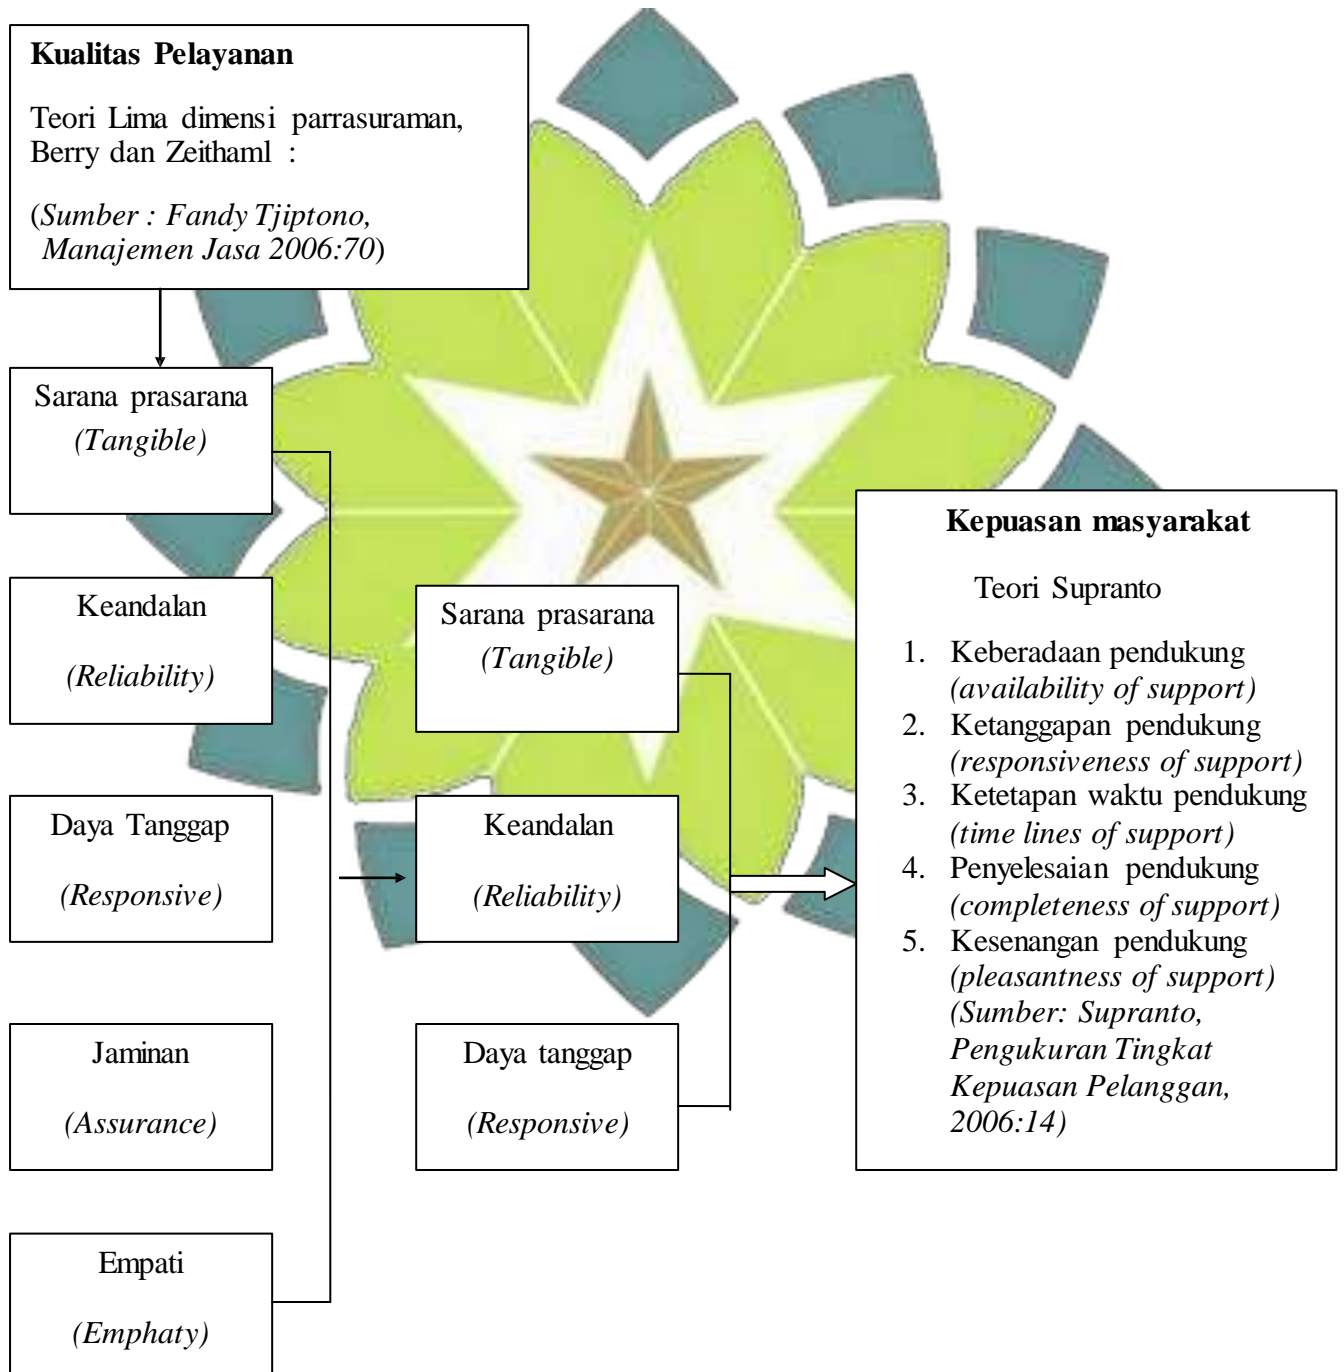 Kualitas Pelayanan
Teori Lima dimensi parrasuraman,
Berry dan Zeithaml :
(Sumber : Fandy Tjiptono,
Manajemen Jasa 2006:70)
Sarana prasarana
(Tangible)
Keandalan
(Reliability)
Daya Tanggap
(Responsive)
Jaminan
(Assurance)
Empati
(Emphaty)
Sarana prasarana
(Tangible)
Keandalan
(Reliability)
Daya tanggap
(Responsive)
Kepuasan masyarakat
Teori Supranto
1. Keberadaan pendukung
(availability of support)
2. Ketanggapan pendukung
(responsiveness of support)
3. Ketetapan waktu pendukung
(time lines of support)
4. Penyelesaian pendukung
(completeness of support)
5. Kesenangan pendukung
(pleasantness of support)
(Sumber: Supranto,
Pengukuran Tingkat
Kepuasan Pelanggan,
2006:14)